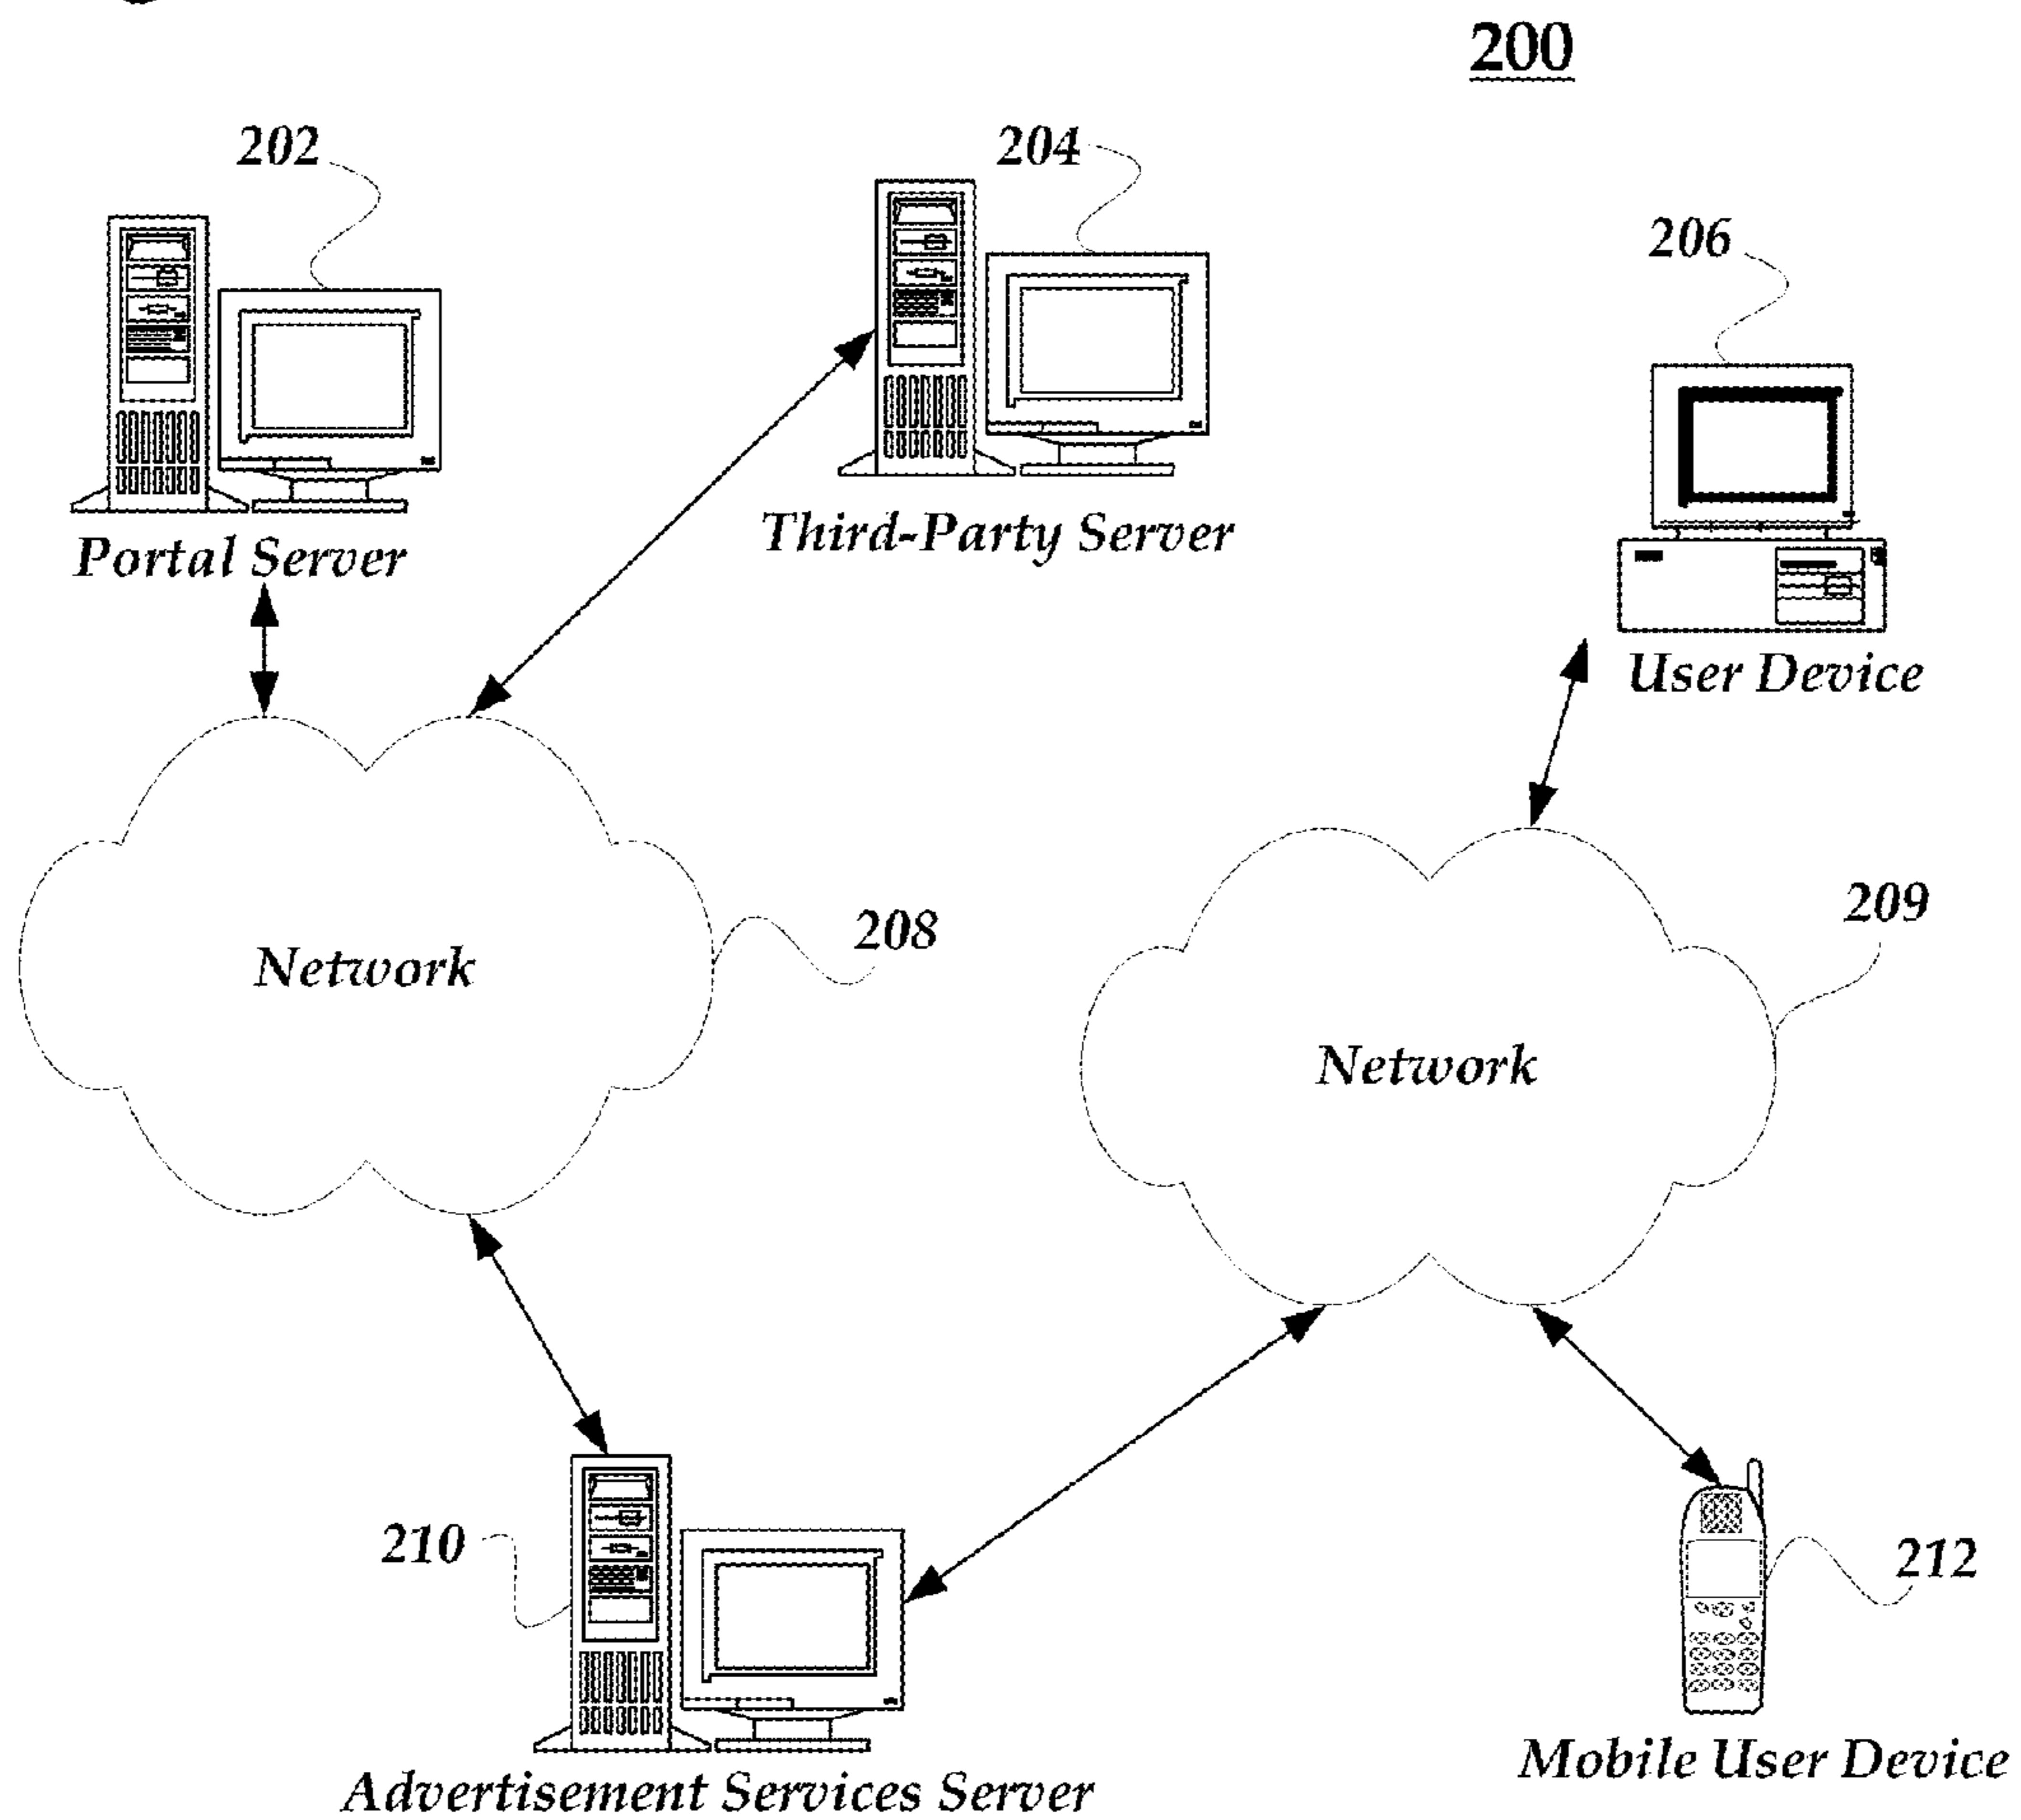 200
202
204
206
Portal Server
Third-Party Server
User Device
208
209
Network
Network
210
212
Advertisement Services Server
Mobile User Device